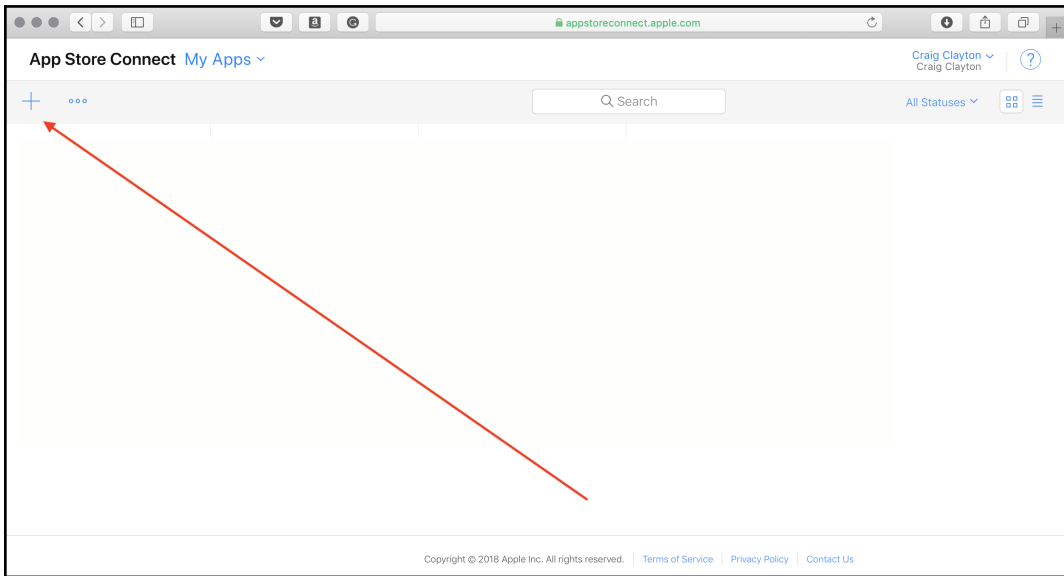 appstoreconnect.apple.com
App Store Connect My Apps
Craig Clayton
Craig Clayton
?
Search
All Statuses
Copyright © 2018 Apple Inc. All rights reserved. Terms of Service Privacy Policy Contact Us